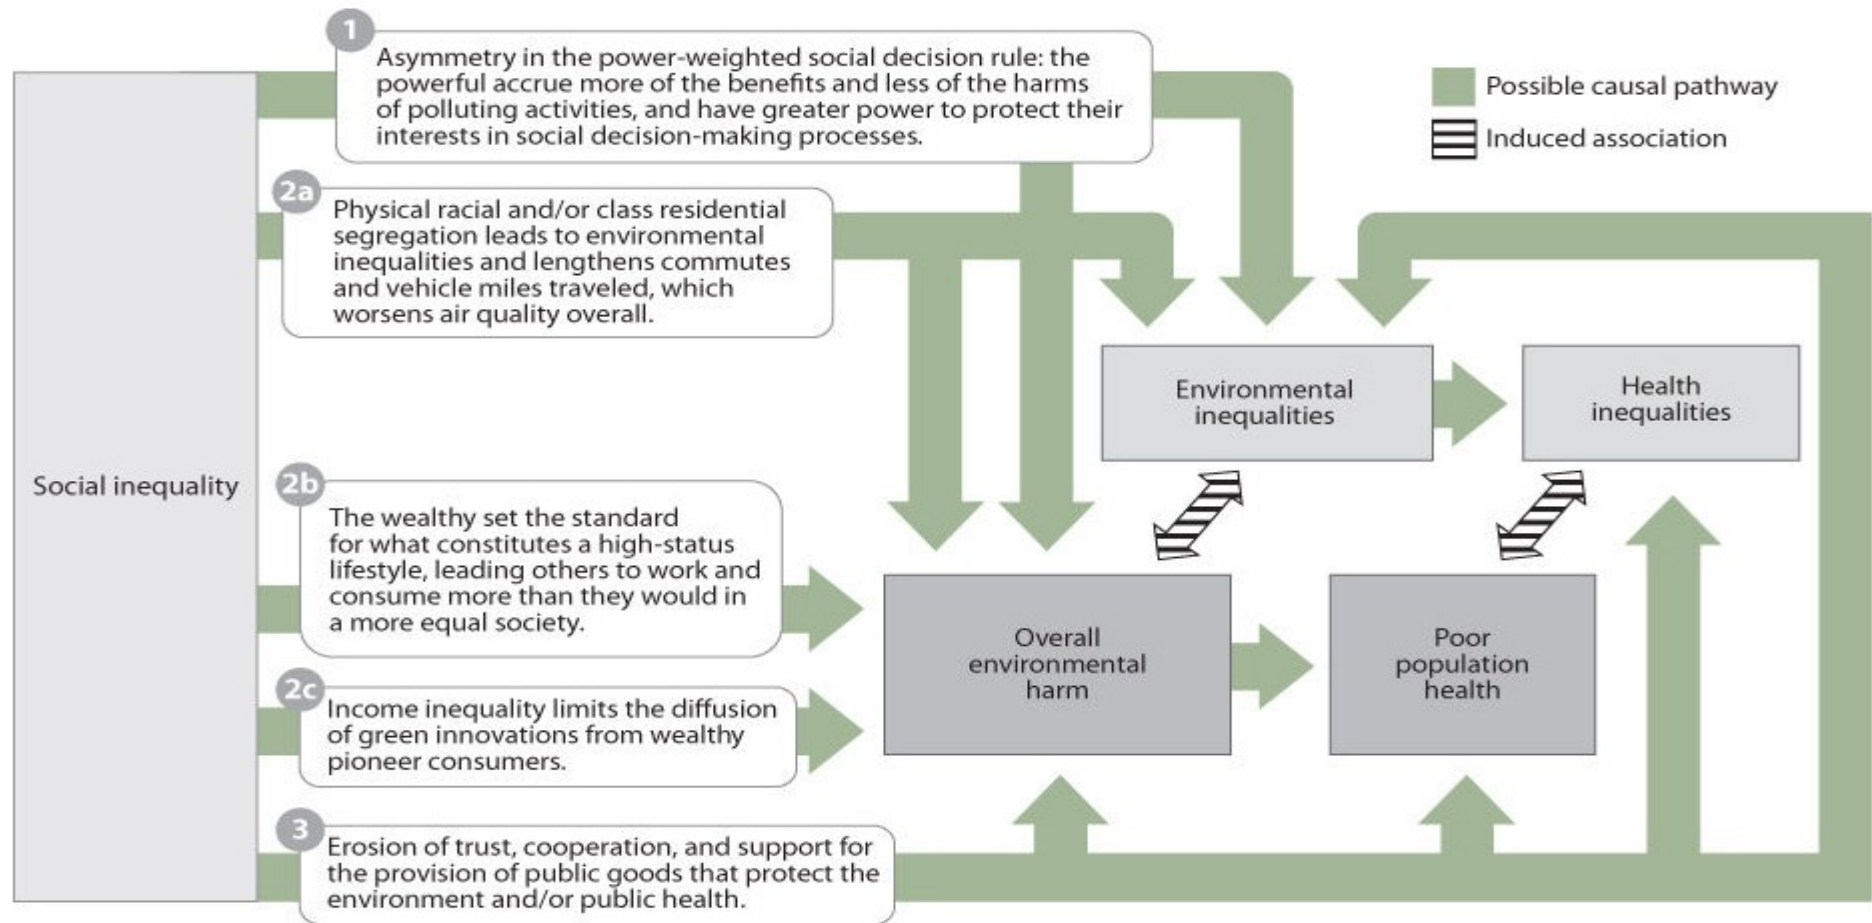 1
Asymmetry in the power-weighted social decision rule: the
powerful accrue more of the benefits and less of the harms
of polluting activities, and have greater power to protect their
interests in social decision-making processes.
Possible causal pathway
Induced association
2a
Physical racial and/or class residential
segregation leads to environmental
inequalities and lengthens commutes
and vehicle miles traveled, which
worsens air quality overall.
Environmental
inequalities
Health
inequalities
Social inequality
2b
The wealthy set the standard
for what constitutes a high-status
lifestyle, leading others to work and
consume more than they would in
a more equal society.
Overall
environmental
harm
Poor
population
health
2c
Income inequality limits the diffusion
of green innovations from wealthy
pioneer consumers.
3
Erosion of trust, cooperation, and support for
the provision of public goods that protect the
environment and/or public health.